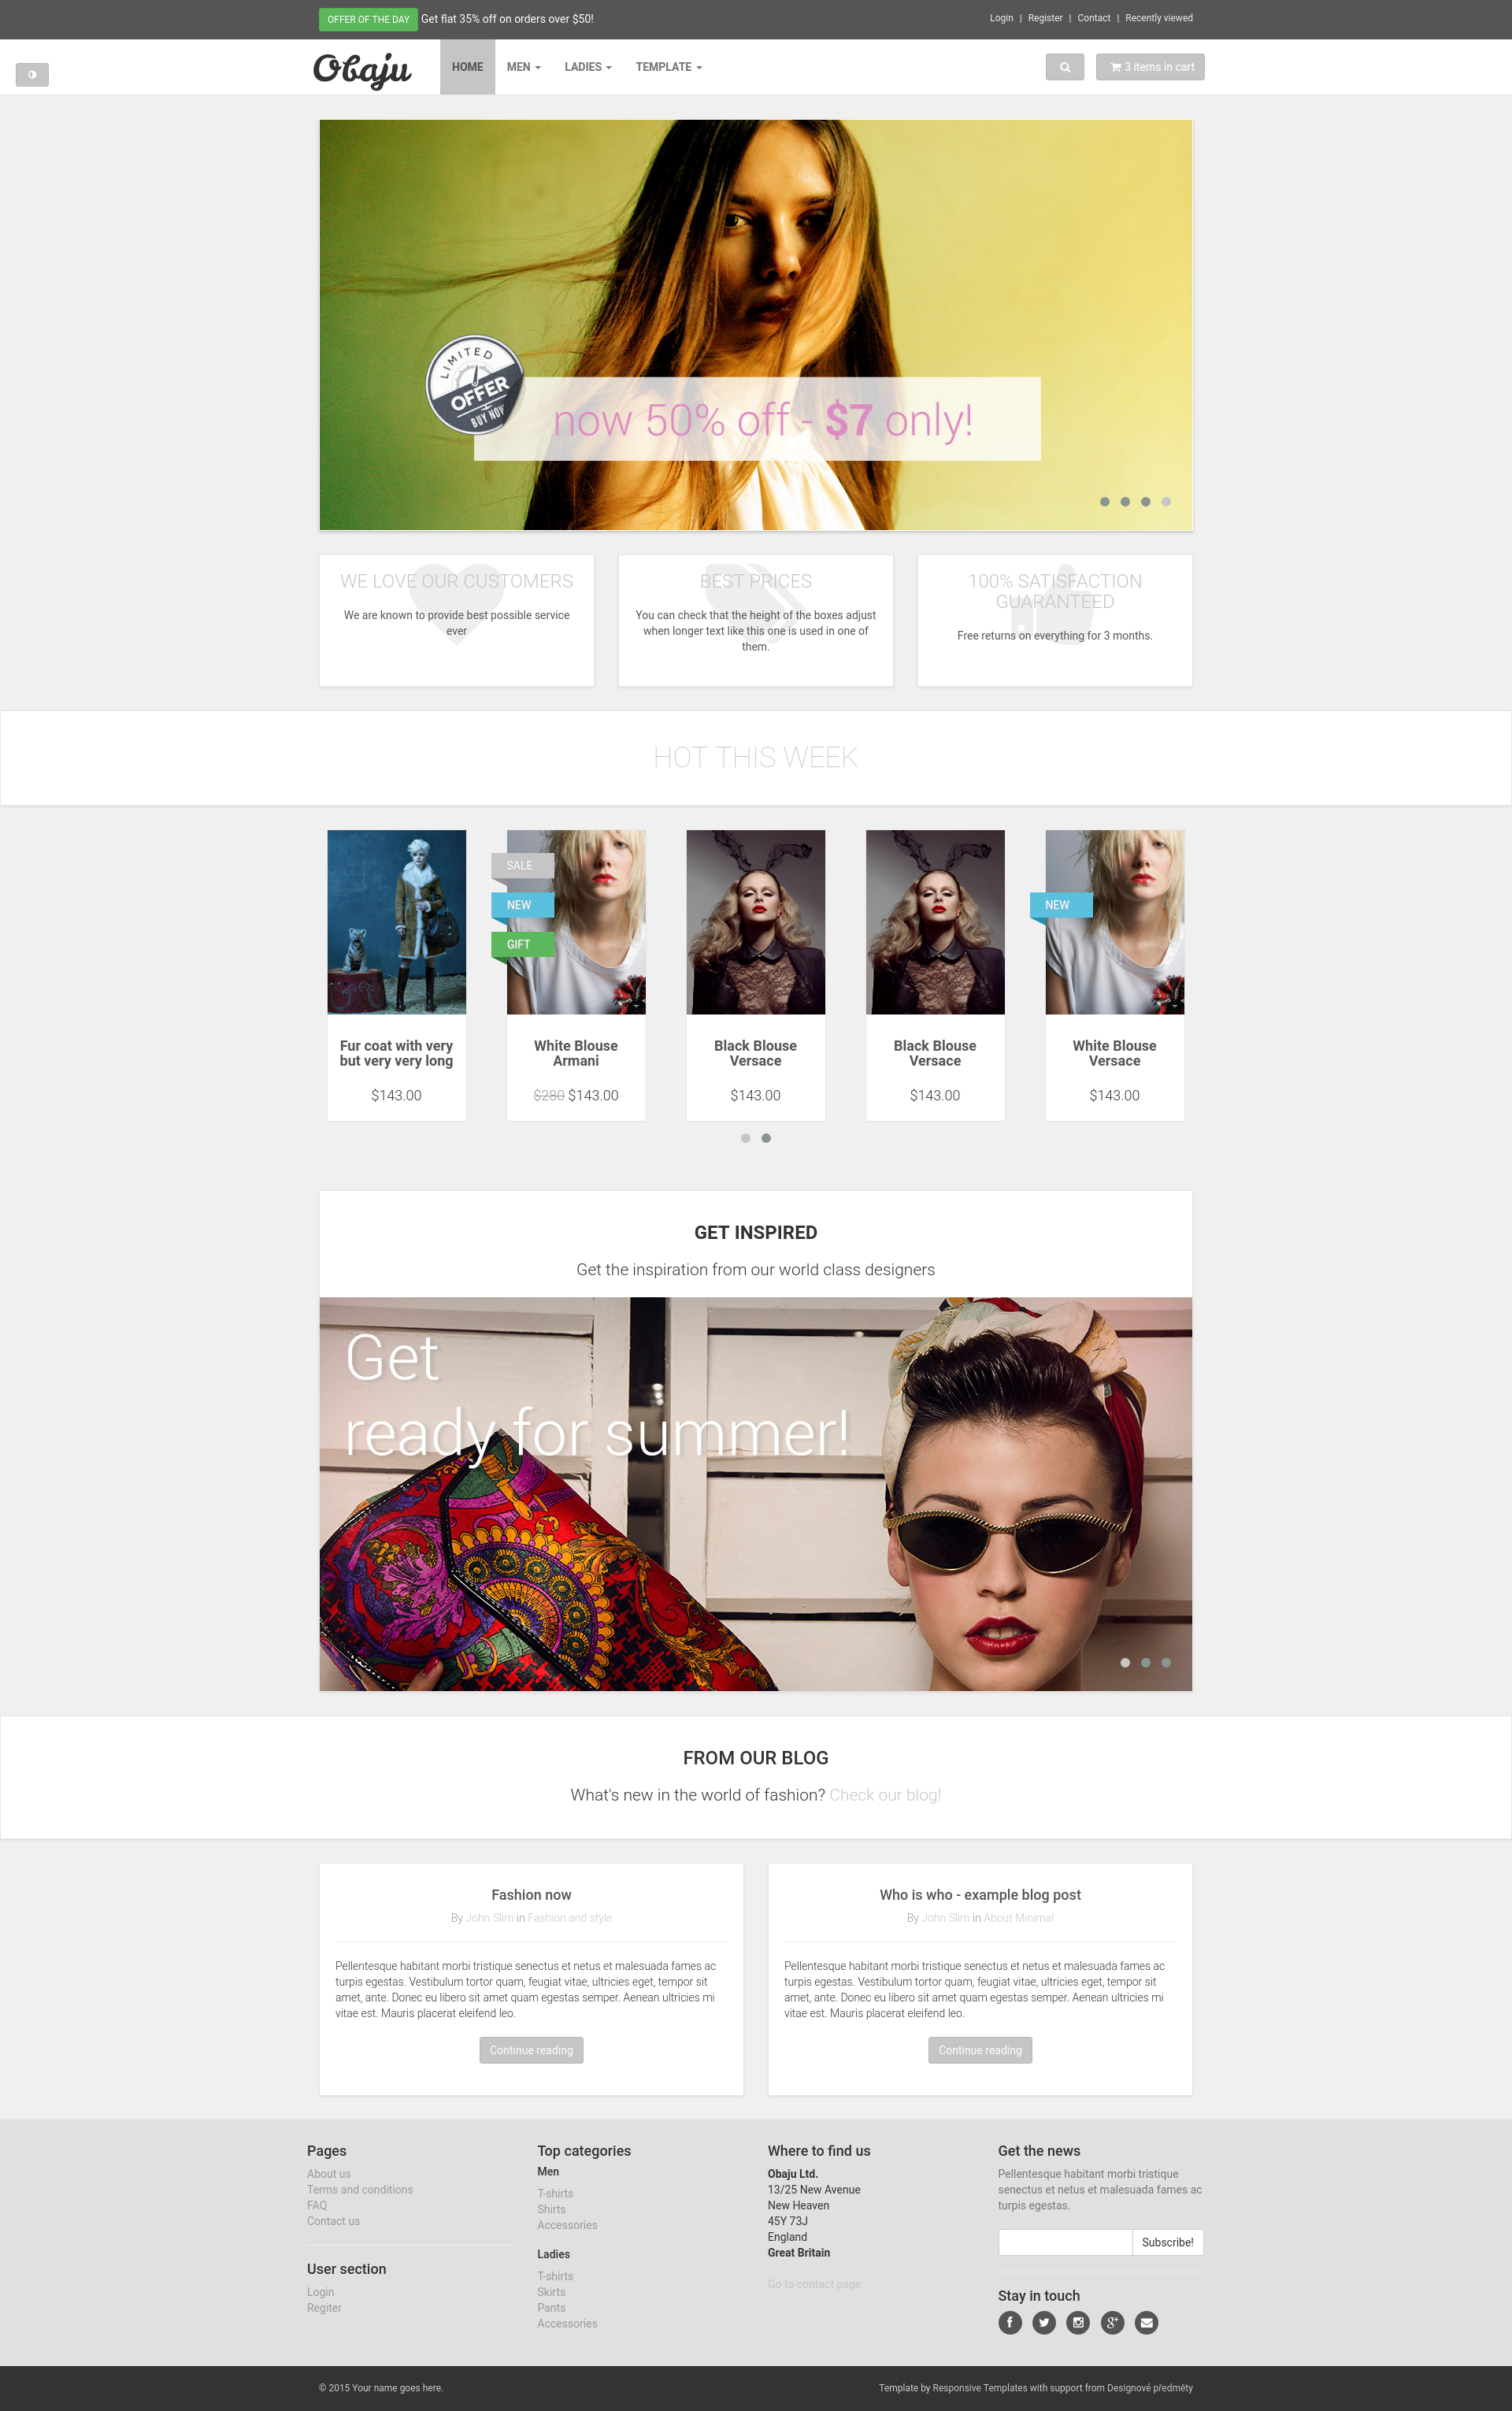 OFFER OF THE DAY Get flat 35% off on orders over $50!
Login | Register | Contact | Recently viewed
Obaju
HOME MEN LADIES TEMPLATE
3 items in cart
LIMITED
OFFER
BUY NOW
now 50% off - $7 only!
WE LOVE OUR CUSTOMERS
We are known to provide best possible service
ever
BEST PRICES
You can check that the height of the boxes adjust
when longer text like this one is used in one of
them.
100% SATISFACTION
GUARANTEED
Free returns on everything for 3 months.
HOT THIS WEEK
Fur coat with very
but very very long
$143.00
SALE
NEW
GIFT
White Blouse
Armani
$280 $143.00
Black Blouse
Versace
$143.00
Black Blouse
Versace
$143.00
NEW
White Blouse
Versace
$143.00
GET INSPIRED
Get the inspiration from our world class designers
Get
ready for summer!
FROM OUR BLOG
What's new in the world of fashion? Check our blog!
Fashion now
By John Slim in Fashion and style
Pellentesque habitant morbi tristique senectus et netus et malesuada fames ac
turpis egestas. Vestibulum tortor quam, feugiat vitae, ultricies eget, tempor sit
amet, ante. Donec eu libero sit amet quam egestas semper. Aenean ultricies mi
vitae est. Mauris placerat eleifend leo.
Continue reading
Who is who - example blog post
By John Slim in About Minimal
Pellentesque habitant morbi tristique senectus et netus et malesuada fames ac
turpis egestas. Vestibulum tortor quam, feugiat vitae, ultricies eget, tempor sit
amet, ante. Donec eu libero sit amet quam egestas semper. Aenean ultricies mi
vitae est. Mauris placerat eleifend leo.
Continue reading
Pages
About us
Terms and conditions
FAQ
Contact us
User section
Login
Regiter
Top categories
Men
T-shirts
Shirts
Accessories
Ladies
T-shirts
Skirts
Pants
Accessories
Where to find us
Obaju Ltd.
13/25 New Avenue
New Heaven
45Y 73J
England
Great Britain
Go to contact page
Get the news
Pellentesque habitant morbi tristique
senectus et netus et malesuada fames ac
turpis egestas.
Subscribe!
Stay in touch
© 2015 Your name goes here.
Template by Responsive Templates with support from Designové předměty